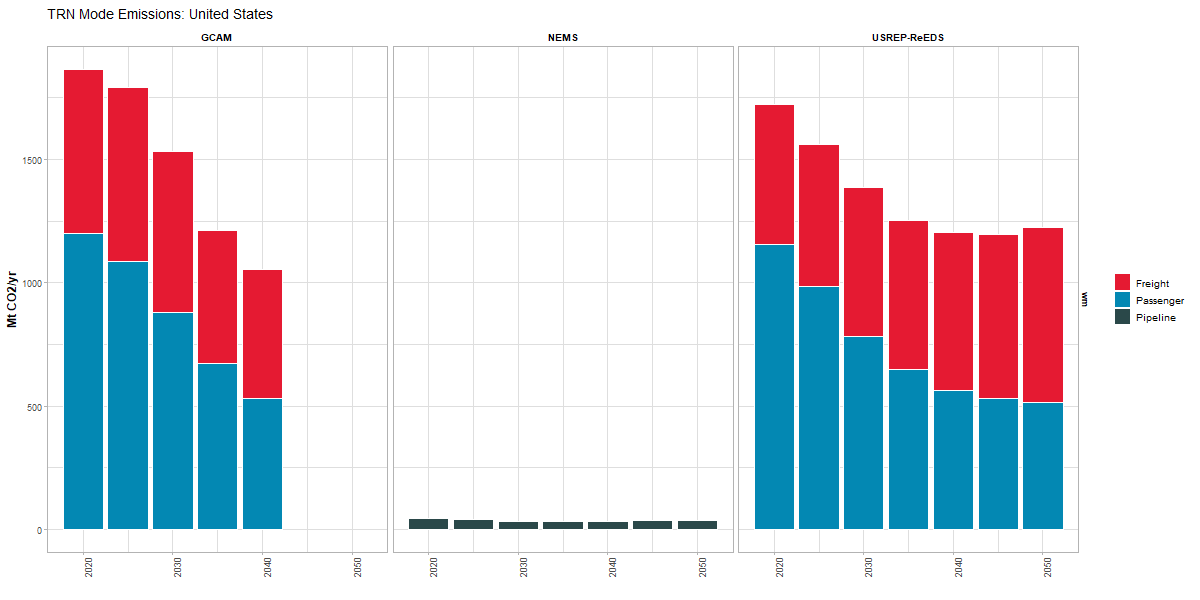 TRN Mode Emissions: United States
GCAM
NEMS
USREP-ReEDS
Mt CO2/yr
1500
1000
500
0
2020
2030
2040
2050
2020
2030
2040
2050
2020
2030
2040
2050
wm
Freight
Passenger
Pipeline